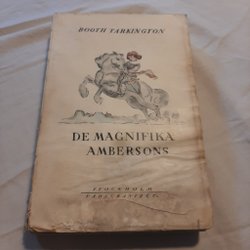 BOOTH TARKINGTON
DE MAGNIFIKA
AMBERSONS
STOCKHOLM